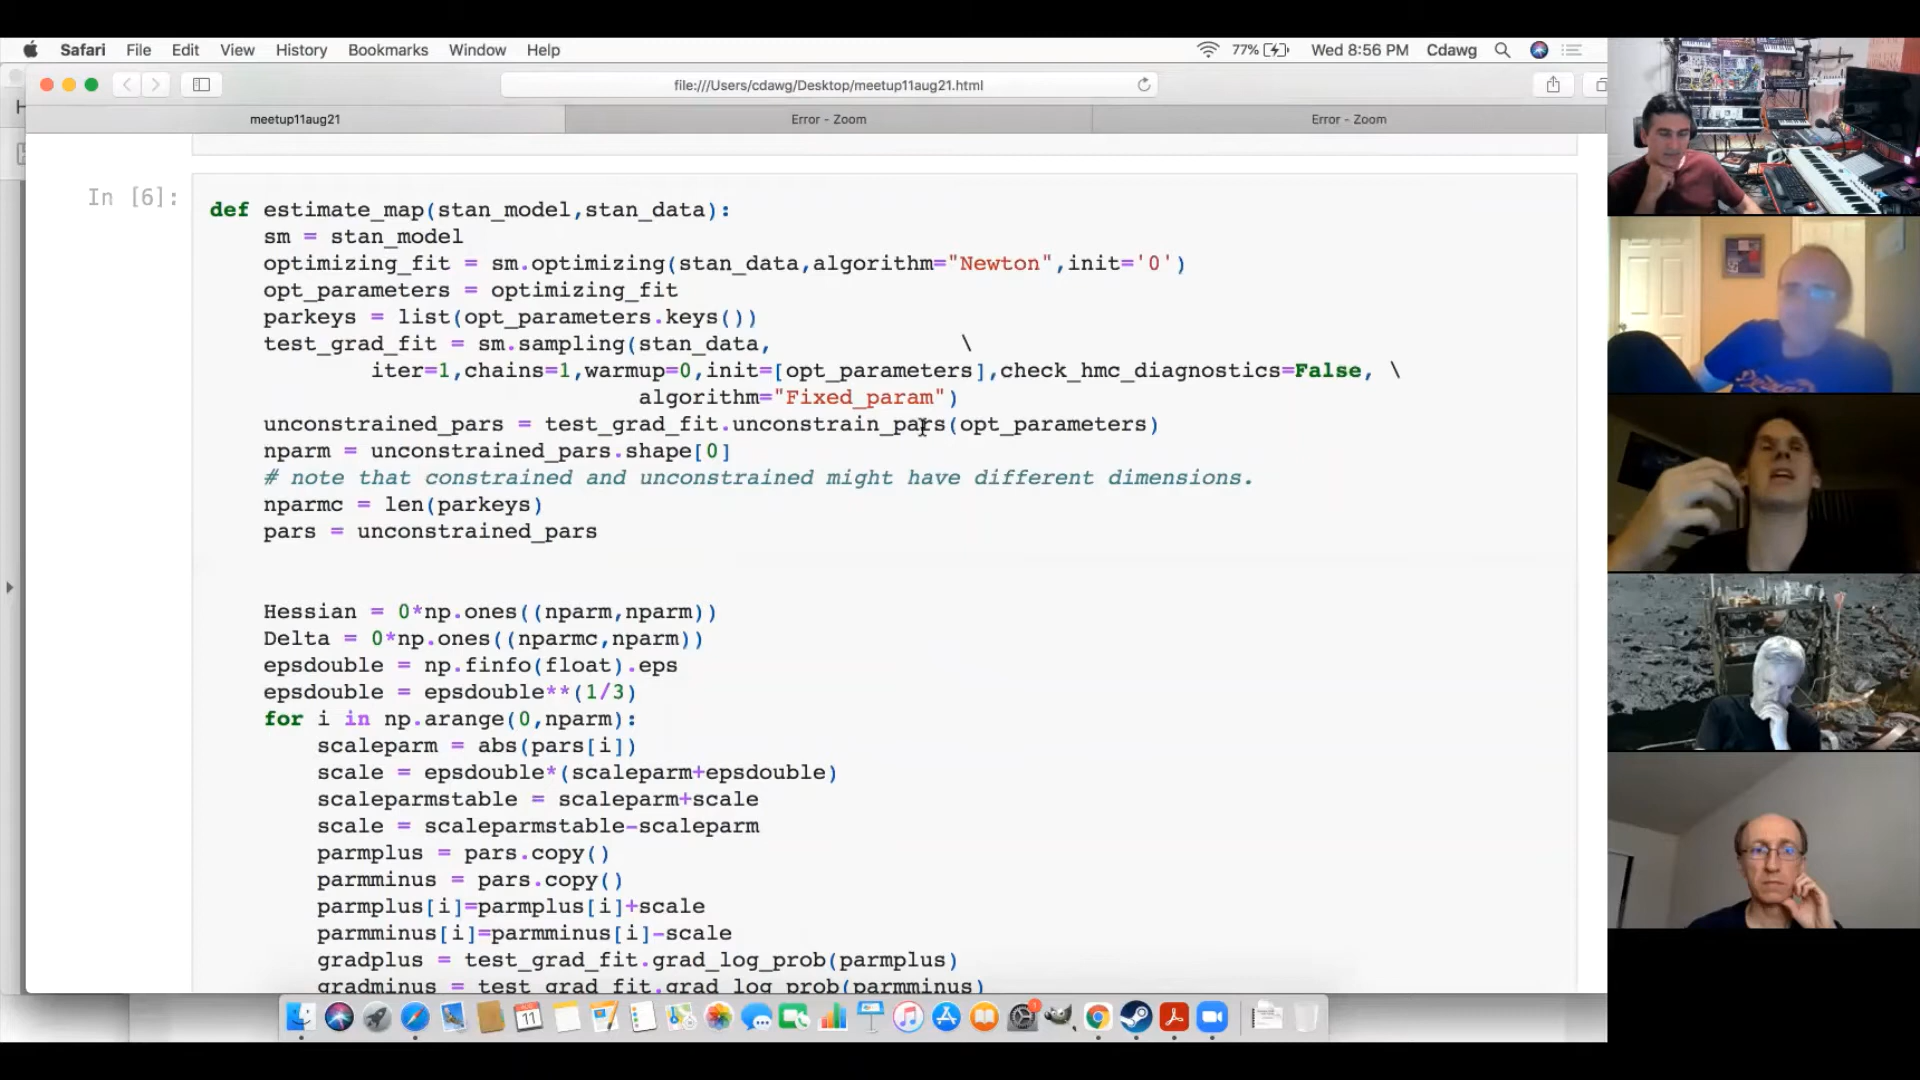 Safari File Edit View History Bookmarks Window Help 77% Wed 8:56 PM Cdawg
file:///Users/cdawg/Desktop/meetup11aug21.html
meetup11aug21 Error - Zoom Error - Zoom
In [6]:
def estimate_map(stan_model,stan_data):
    sm = stan_model
    optimizing_fit = sm.optimizing(stan_data,algorithm="Newton",init='0')
    opt_parameters = optimizing_fit
    parkeys = list(opt_parameters.keys())
    test_grad_fit = sm.sampling(stan_data, \
            iter=1,chains=1,warmup=0,init=[opt_parameters],check_hmc_diagnostics=False, \
                                algorithm="Fixed_param")
    unconstrained_pars = test_grad_fit.unconstrain_pars(opt_parameters)
    nparm = unconstrained_pars.shape[0]
    # note that constrained and unconstrained might have different dimensions.
    nparmc = len(parkeys)
    pars = unconstrained_pars
    Hessian = 0*np.ones((nparm,nparm))
    Delta = 0*np.ones((nparmc,nparm))
    epsdouble = np.finfo(float).eps
    epsdouble = epsdouble**(1/3)
    for i in np.arange(0,nparm):
        scaleparm = abs(pars[i])
        scale = epsdouble*(scaleparm+epsdouble)
        scaleparmstable = scaleparm+scale
        scale = scaleparmstable-scaleparm
        parmplus = pars.copy()
        parmminus = pars.copy()
        parmplus[i]=parmplus[i]+scale
        parmminus[i]=parmminus[i]-scale
        gradplus = test_grad_fit.grad_log_prob(parmplus)
        gradminus = test_grad_fit.grad_log_prob(parmminus)
11